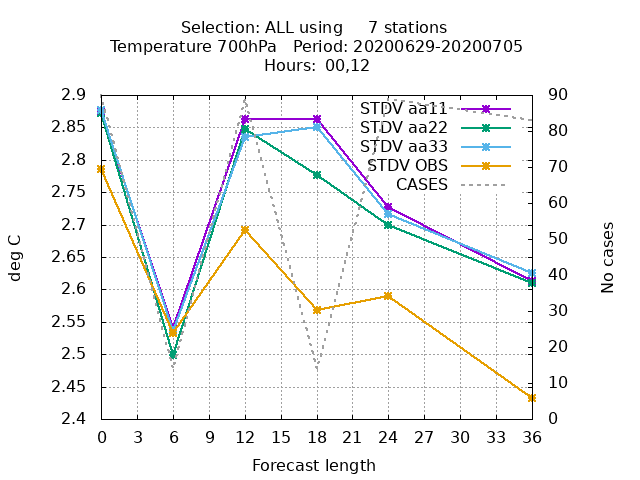 Selection: ALL using 7 stations
Temperature 700hPa Period: 20200629-20200705
Hours: 00,12
2.9
2.85
2.8
2.75
2.7
2.65
2.6
2.55
2.5
2.45
2.4
deg C
STDV aa11
STDV aa22
STDV aa33
STDV OBS
CASES
90
80
70
60
50
40
30
20
10
0
No cases
0 3 6 9 12 15 18 21 24 27 30 33 36
Forecast length